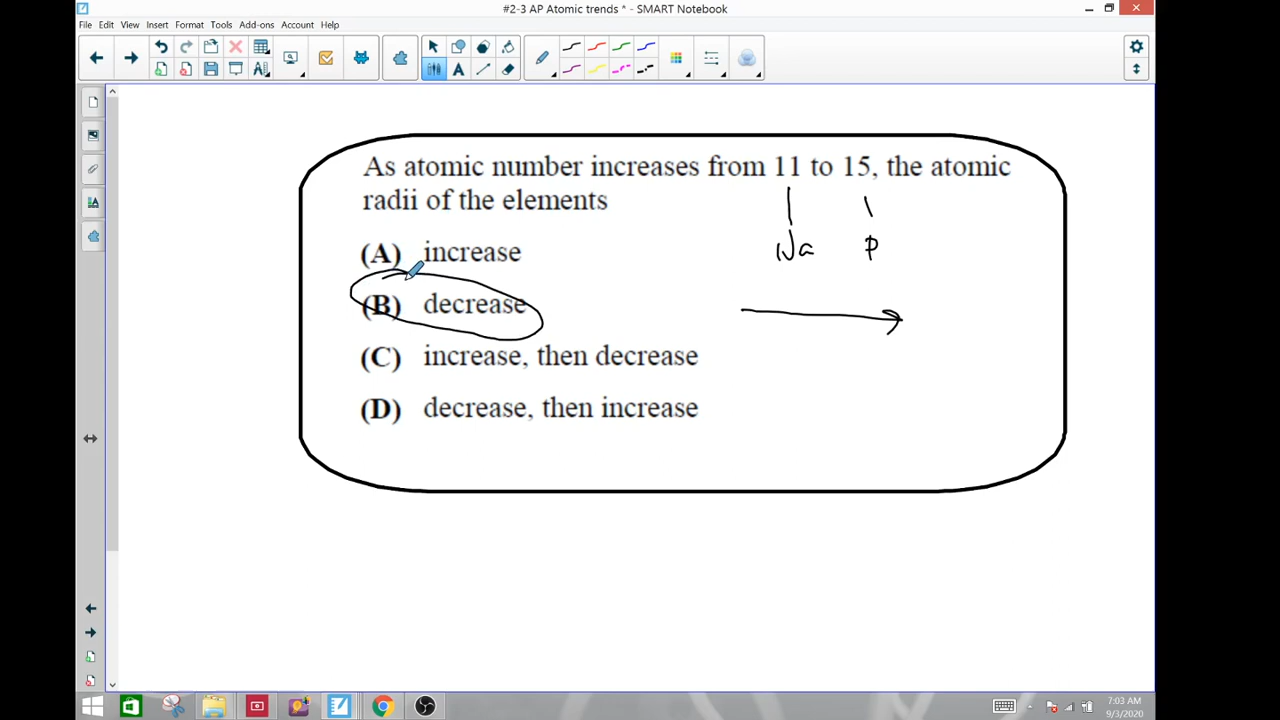 #2-3 AP Atomic trends * - SMART Notebook
File Edit View Insert Format Tools Add-ons Account Help
As atomic number increases from 11 to 15, the atomic
radii of the elements
Na P
(A) increase
(B) decrease
(C) increase, then decrease
(D) decrease, then increase
7:03 AM
9/3/2020